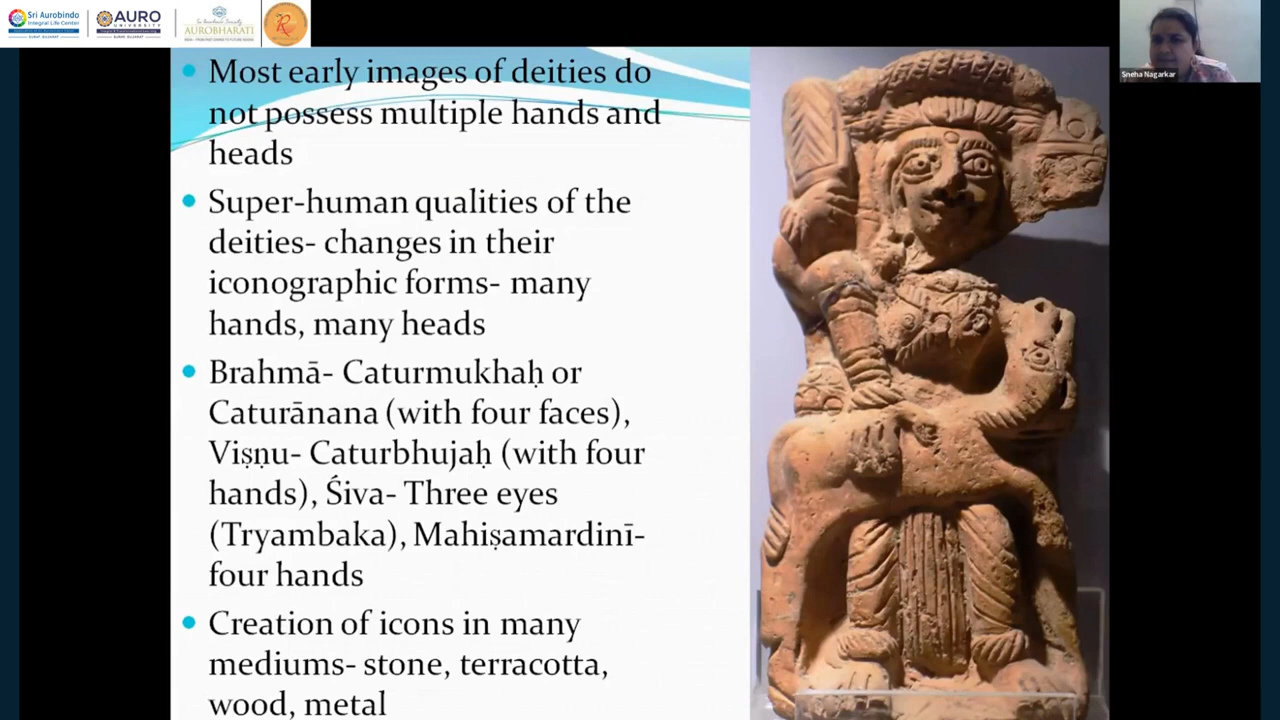 Sri Aurobindo
Integral Life Center
AURO
UNIVERSITY
AUROBHARATI
Sneha Nagarkar
Most early images of deities do
not possess multiple hands and
heads
Super-human qualities of the
deities- changes in their
iconographic forms- many
hands, many heads
Brahmā- Caturmukhaḥ or
Caturānana (with four faces),
Viṣṇu- Caturbhujaḥ (with four
hands), Śiva- Three eyes
(Tryambaka), Mahiṣamardinī-
four hands
Creation of icons in many
mediums- stone, terracotta,
wood, metal